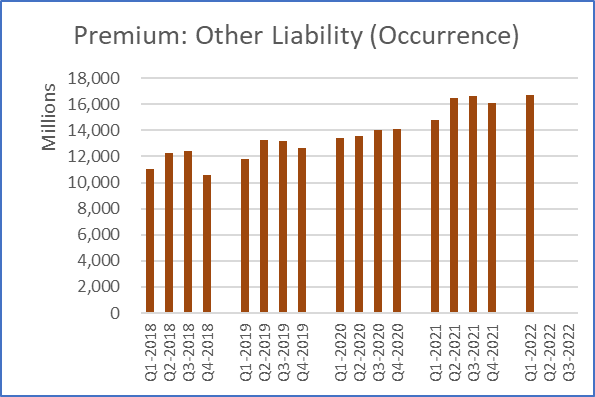 Premium: Other Liability (Occurrence)
Millions
18,000
16,000
14,000
12,000
10,000
8,000
6,000
4,000
2,000
0
Q1-2018
Q2-2018
Q3-2018
Q4-2018
Q1-2019
Q2-2019
Q3-2019
Q4-2019
Q1-2020
Q2-2020
Q3-2020
Q4-2020
Q1-2021
Q2-2021
Q3-2021
Q4-2021
Q1-2022
Q2-2022
Q3-2022